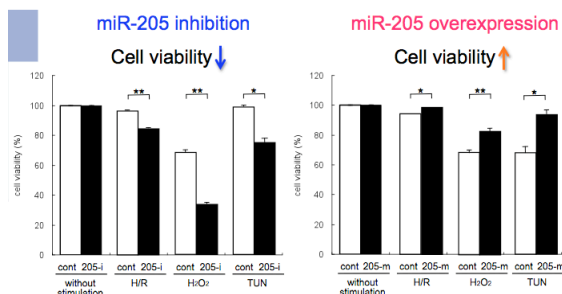 miR-205 inhibition
Cell viability
120
100
80
60
40
20
0
cell viability (%)
**
**
*
cont 205-i cont 205-i cont 205-i cont 205-i
without stimulation
H/R
H₂O₂
TUN
miR-205 overexpression
Cell viability
120
100
80
60
40
20
0
cell viability (%)
*
**
*
cont 205-m cont 205-m cont 205-m cont 205-m
without stimulation
H/R
H₂O₂
TUN